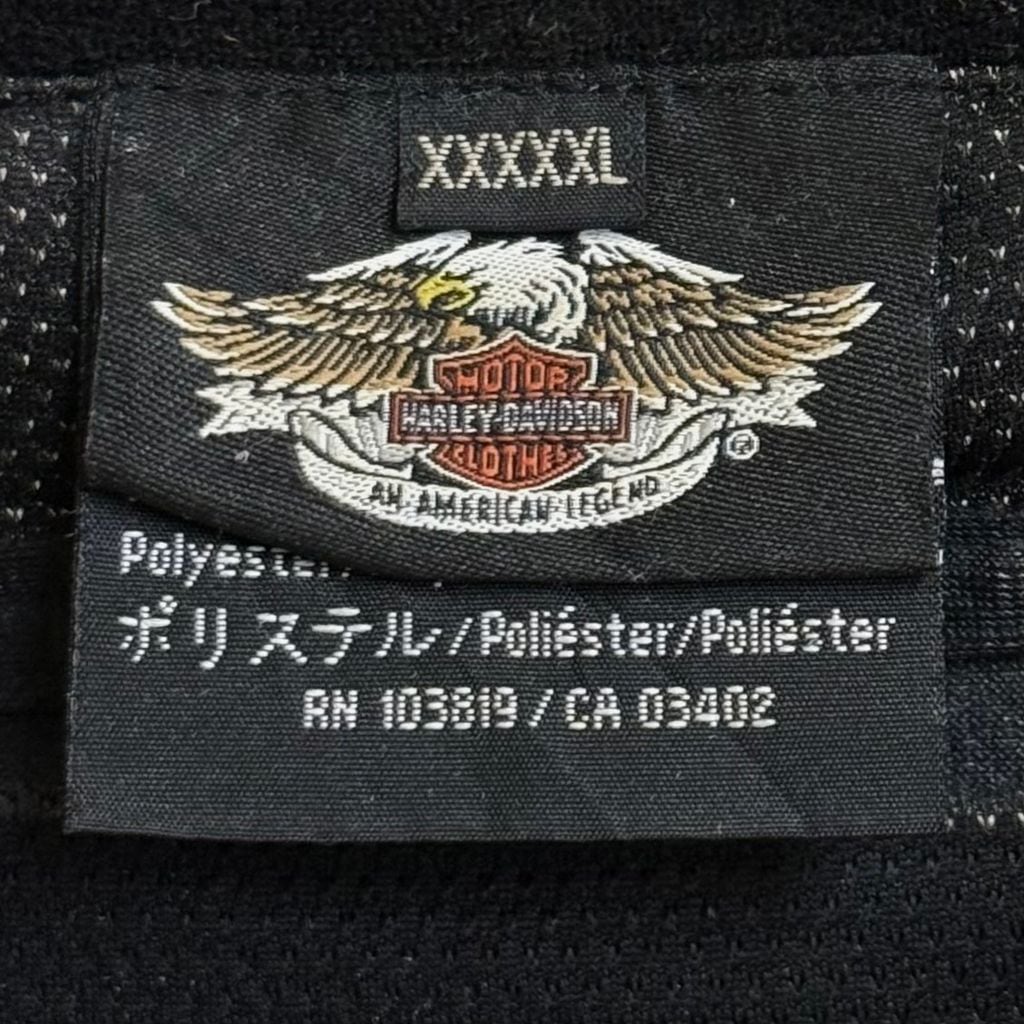 XXXXXL
MOTOR
HARLEY-DAVIDSON
CLOTHES
®
AN AMERICAN LEGEND
Polyester/
ポリステル/Poliéster/Poliéster
RN 103819 / CA 03402